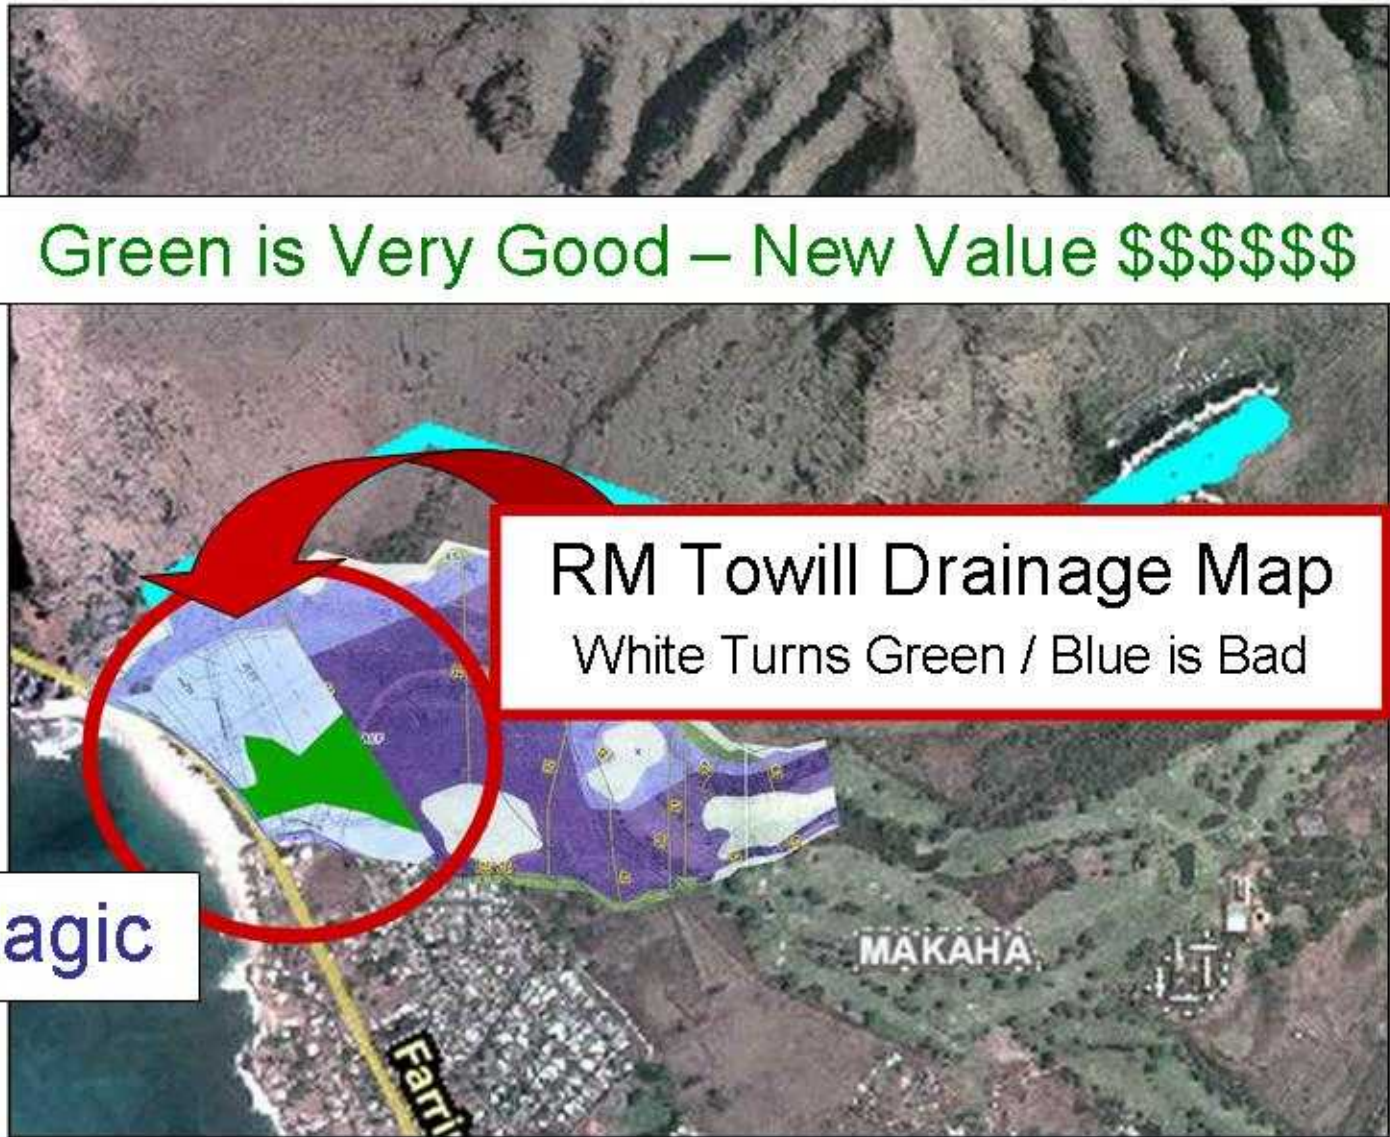 Green is Very Good – New Value $$$$$$
RM Towill Drainage Map
White Turns Green / Blue is Bad
agic
MAKAHA
Farri